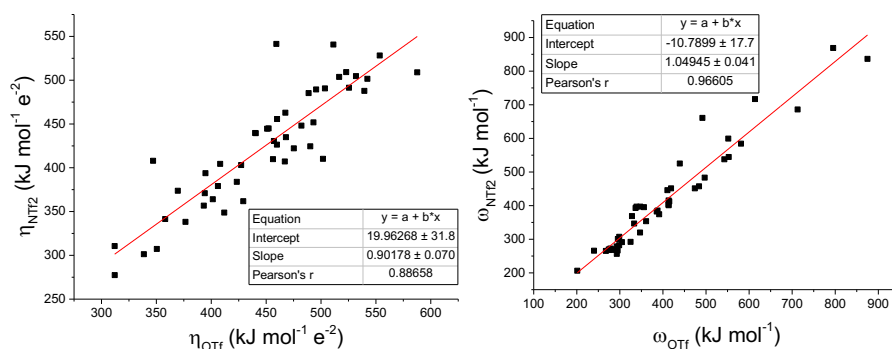 550
500
450
400
350
300
250
η_NTf2 (kJ mol⁻¹ e⁻²)
Equation y = a + b*x
Intercept 19.96268 ± 31.8
Slope 0.90178 ± 0.070
Pearson's r 0.88658
300 350 400 450 500 550 600
η_OTf (kJ mol⁻¹ e⁻²)
900
800
700
600
500
400
300
200
ω_NTf2 (kJ mol⁻¹)
Equation y = a + b*x
Intercept -10.7899 ± 17.7
Slope 1.04945 ± 0.041
Pearson's r 0.96605
100 200 300 400 500 600 700 800 900
ω_OTf (kJ mol⁻¹)